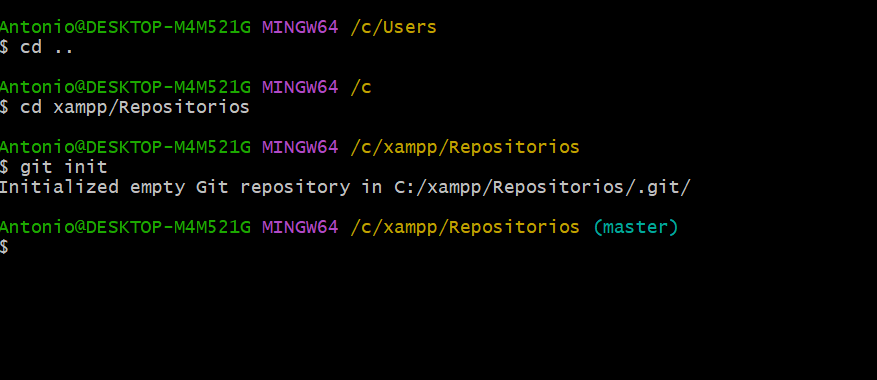 Antonio@DESKTOP-M4M521G MINGW64 /c/Users
$ cd ..
Antonio@DESKTOP-M4M521G MINGW64 /c
$ cd xampp/Repositorios
Antonio@DESKTOP-M4M521G MINGW64 /c/xampp/Repositorios
$ git init
Initialized empty Git repository in C:/xampp/Repositorios/.git/
Antonio@DESKTOP-M4M521G MINGW64 /c/xampp/Repositorios (master)
$